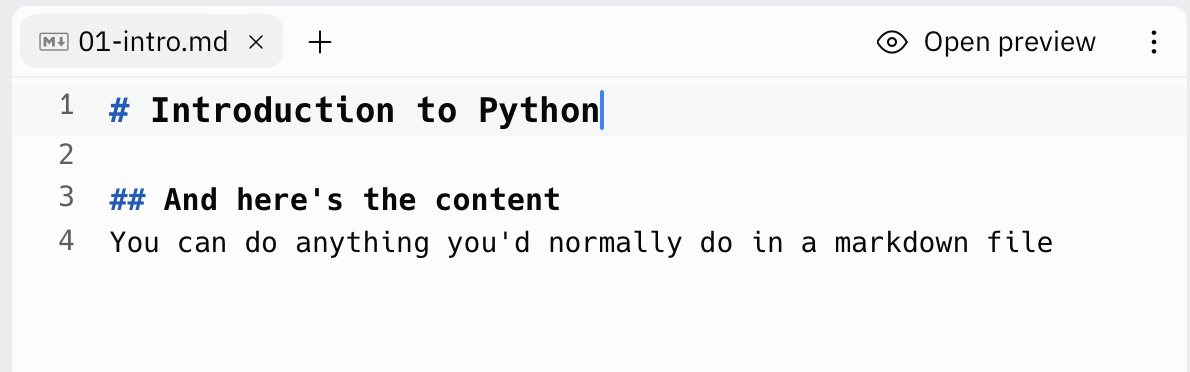 M↓ 01-intro.md × + Open preview
1 # Introduction to Python
2
3 ## And here's the content
4 You can do anything you'd normally do in a markdown file